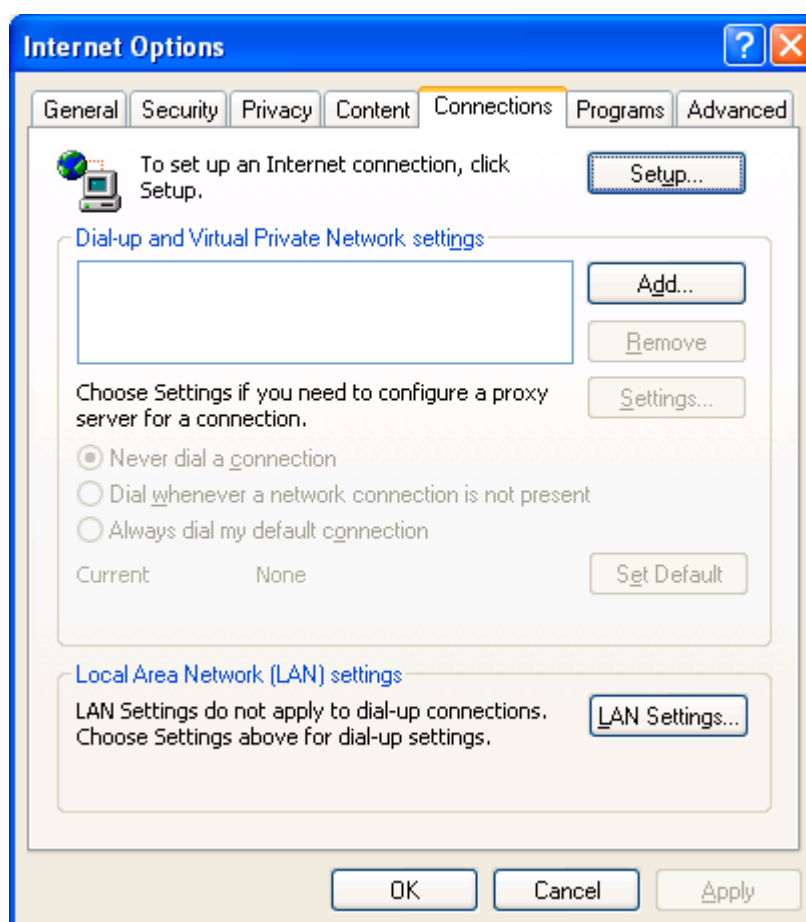 Internet Options
?
General Security Privacy Content Connections Programs Advanced
To set up an Internet connection, click
Setup.
Setup...
Dial-up and Virtual Private Network settings
Add...
Remove
Choose Settings if you need to configure a proxy
server for a connection.
Settings...
Never dial a connection
Dial whenever a network connection is not present
Always dial my default connection
Current None
Set Default
Local Area Network (LAN) settings
LAN Settings do not apply to dial-up connections.
Choose Settings above for dial-up settings.
LAN Settings...
OK Cancel Apply